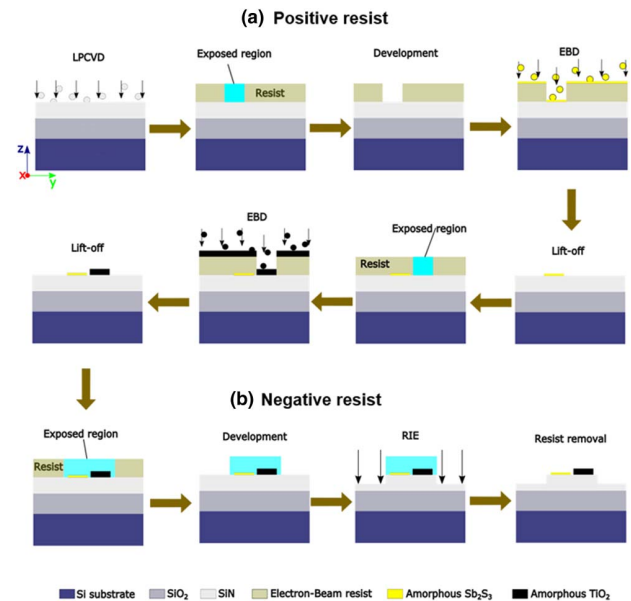 (a) Positive resist
LPCVD
Exposed region
Development
EBD
Resist
z
x
y
Lift-off
EBD
Exposed region
Lift-off
Resist
(b) Negative resist
Exposed region
Development
RIE
Resist removal
Resist
Si substrate
SiO₂
SiN
Electron-Beam resist
Amorphous Sb₂S₃
Amorphous TiO₂